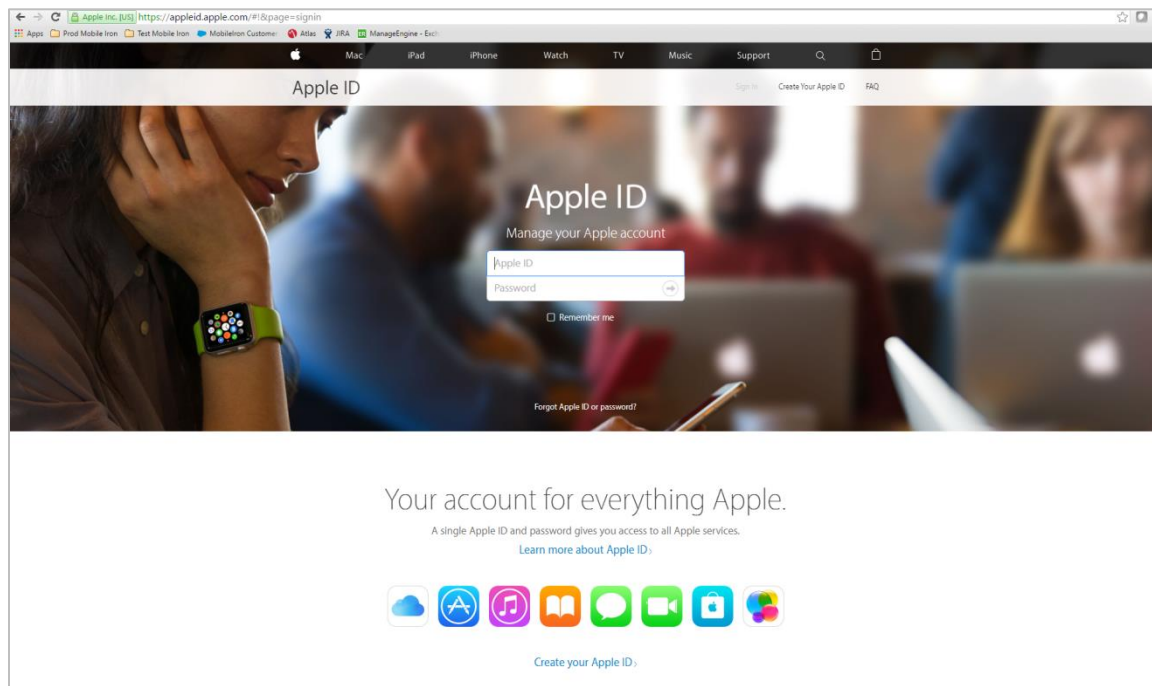 Apple Inc. [US] https://appleid.apple.com/#!&page=signin
Apps Prod Mobile Iron Test Mobile Iron MobileIron Customer Atlas JIRA ManageEngine - Exch
Mac iPad iPhone Watch TV Music Support
Apple ID Sign In Create Your Apple ID FAQ
Apple ID
Manage your Apple account
Apple ID
Password
Remember me
Forgot Apple ID or password?
Your account for everything Apple.
A single Apple ID and password gives you access to all Apple services.
Learn more about Apple ID ›
Create your Apple ID ›